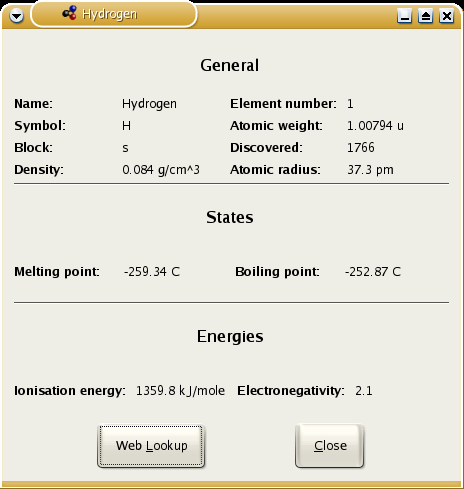 Hydrogen
General
Name: Hydrogen Element number: 1
Symbol: H Atomic weight: 1.00794 u
Block: s Discovered: 1766
Density: 0.084 g/cm^3 Atomic radius: 37.3 pm
States
Melting point: -259.34 C Boiling point: -252.87 C
Energies
Ionisation energy: 1359.8 kJ/mole Electronegativity: 2.1
Web Lookup Close